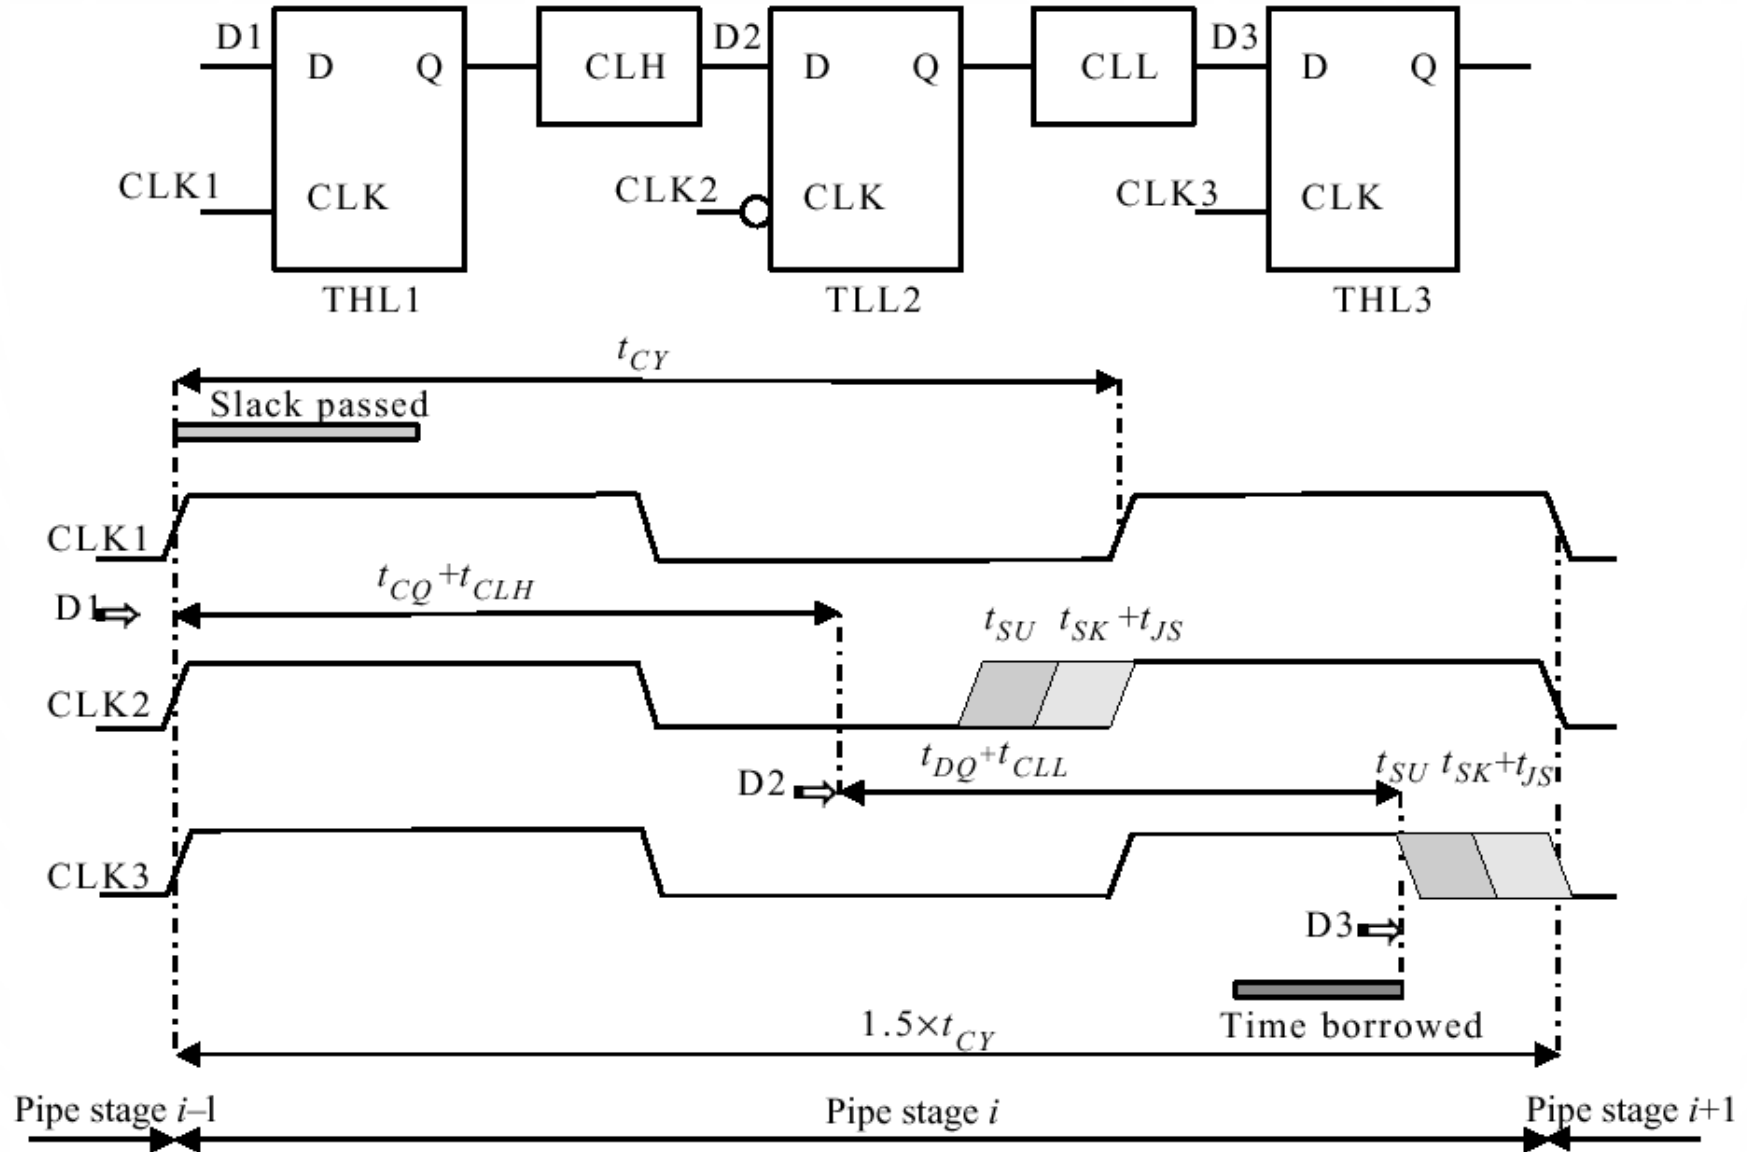 D1 D2 D3
D Q CLH D Q CLL D Q
CLK1 CLK CLK2 CLK CLK3 CLK
THL1 TLL2 THL3
tCY
Slack passed
CLK1
tCQ+tCLH
D1
tSU tSK+tJS
CLK2
tDQ+tCLL tSU tSK+tJS
D2
CLK3
D3
Time borrowed
1.5×tCY
Pipe stage i–1 Pipe stage i Pipe stage i+1